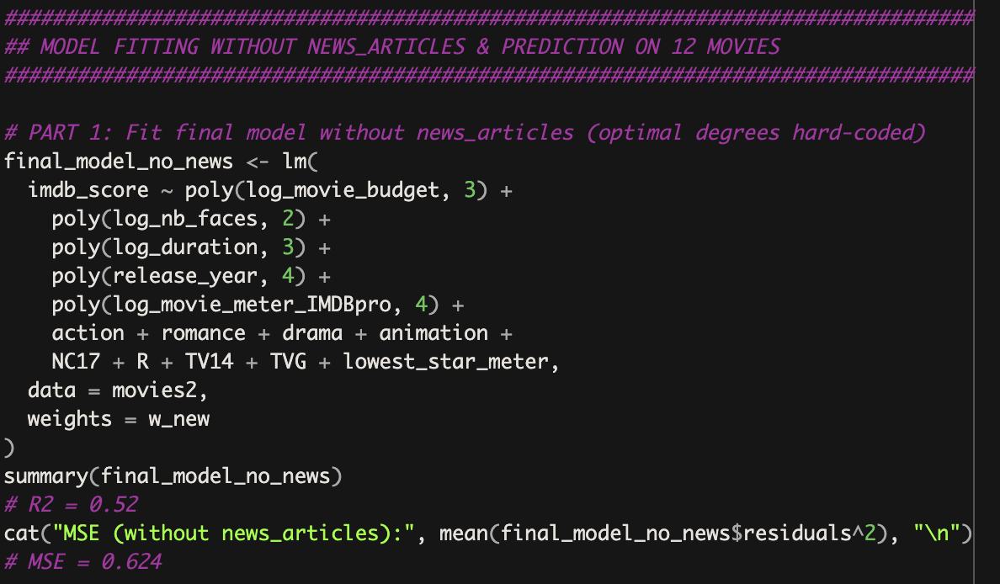 ################################################################################
## MODEL FITTING WITHOUT NEWS_ARTICLES & PREDICTION ON 12 MOVIES
################################################################################
# PART 1: Fit final model without news_articles (optimal degrees hard-coded)
final_model_no_news <- lm(
  imdb_score ~ poly(log_movie_budget, 3) +
    poly(log_nb_faces, 2) +
    poly(log_duration, 3) +
    poly(release_year, 4) +
    poly(log_movie_meter_IMDBpro, 4) +
    action + romance + drama + animation +
    NC17 + R + TV14 + TVG + lowest_star_meter,
  data = movies2,
  weights = w_new
)
summary(final_model_no_news)
# R2 = 0.52
cat("MSE (without news_articles):", mean(final_model_no_news$residuals^2), "\n")
# MSE = 0.624